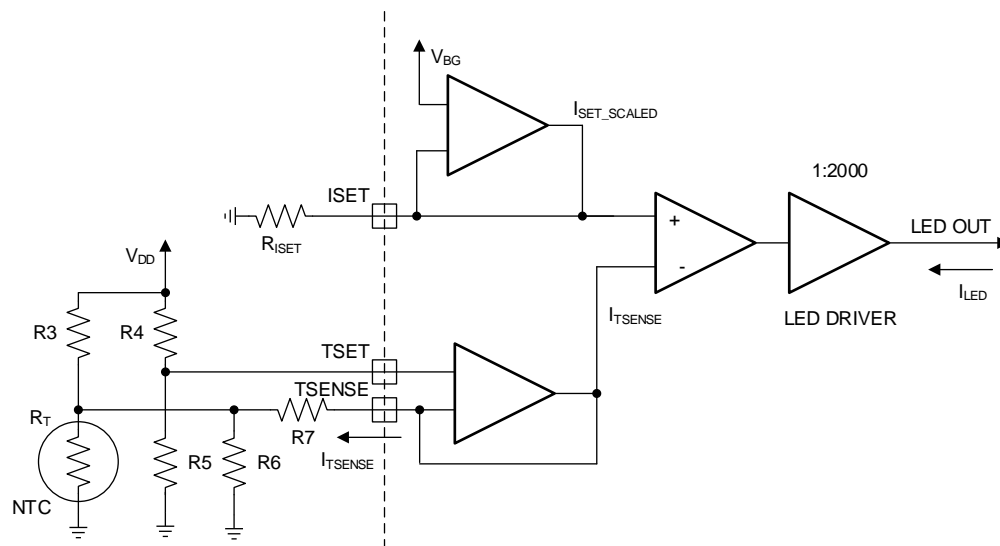 V_BG
I_SET_SCALED
1:2000
ISET
R_ISET
+
-
LED OUT
I_LED
V_DD
I_TSENSE
LED DRIVER
R3
R4
TSET
TSENSE
R_T
R7
R5
R6
I_TSENSE
NTC